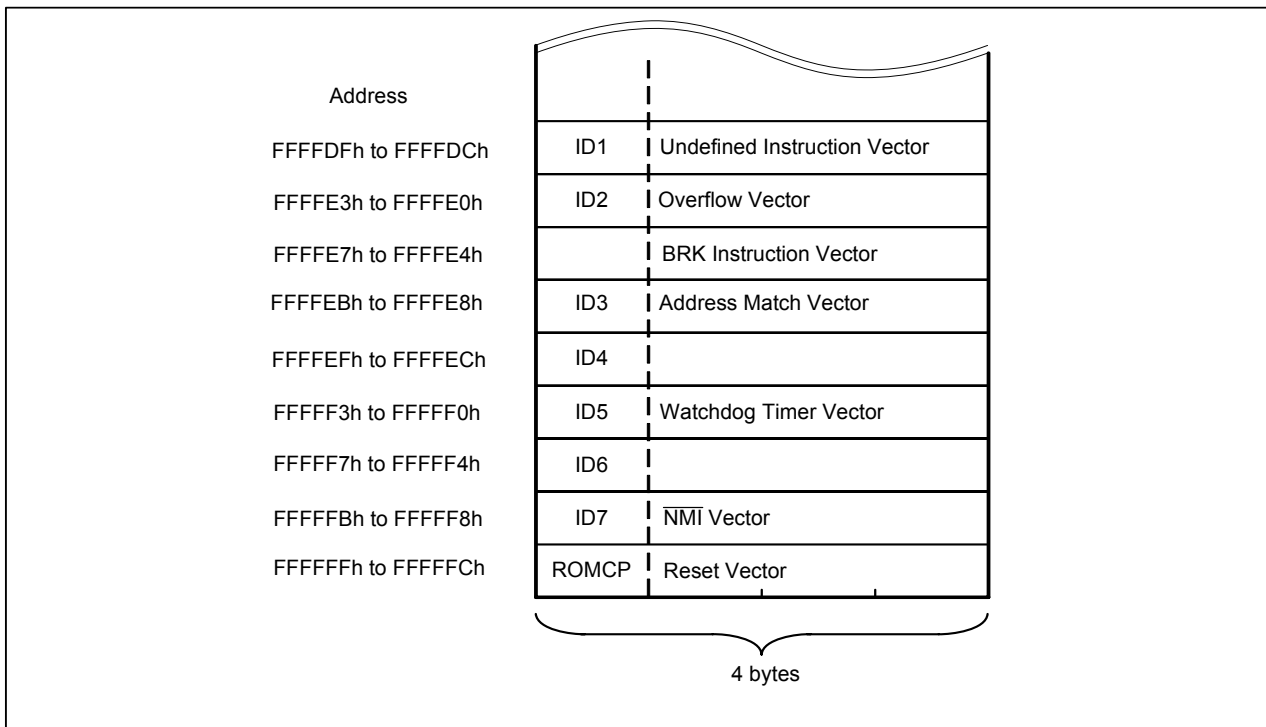 Address
FFFFDFh to FFFFDCh ID1 Undefined Instruction Vector
FFFFE3h to FFFFE0h ID2 Overflow Vector
FFFFE7h to FFFFE4h BRK Instruction Vector
FFFFEBh to FFFFE8h ID3 Address Match Vector
FFFFEFh to FFFFECh ID4
FFFFF3h to FFFFF0h ID5 Watchdog Timer Vector
FFFFF7h to FFFFF4h ID6
FFFFFBh to FFFFF8h ID7 N̅M̅I̅ Vector
FFFFFFh to FFFFFCh ROMCP Reset Vector
4 bytes